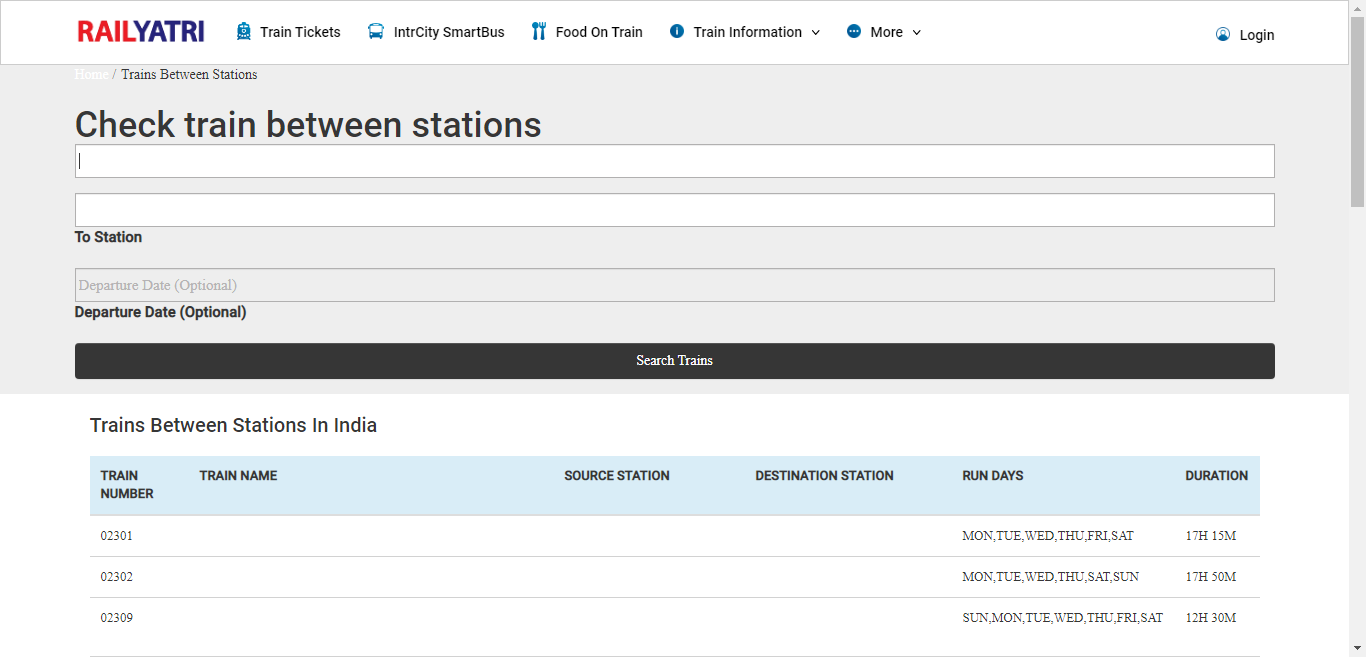 RAILYATRI Train Tickets IntrCity SmartBus Food On Train Train Information More Login
Home / Trains Between Stations
Check train between stations
To Station
Departure Date (Optional)
Departure Date (Optional)
Search Trains
Trains Between Stations In India
TRAIN NUMBER TRAIN NAME SOURCE STATION DESTINATION STATION RUN DAYS DURATION
02301 MON,TUE,WED,THU,FRI,SAT 17H 15M
02302 MON,TUE,WED,THU,SAT,SUN 17H 50M
02309 SUN,MON,TUE,WED,THU,FRI,SAT 12H 30M